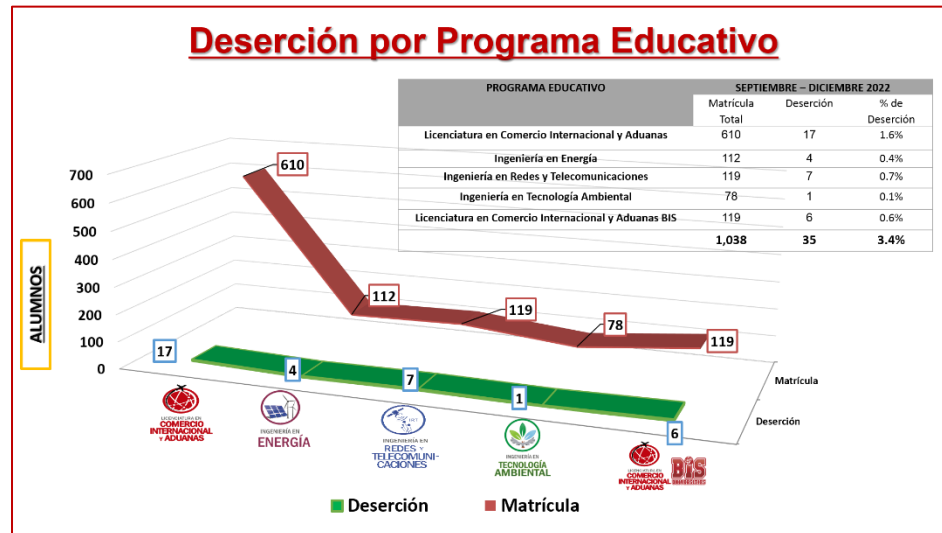 Deserción por Programa Educativo
PROGRAMA EDUCATIVO SEPTIEMBRE – DICIEMBRE 2022
Matrícula Total Deserción % de Deserción
Licenciatura en Comercio Internacional y Aduanas 610 17 1.6%
Ingeniería en Energía 112 4 0.4%
Ingeniería en Redes y Telecomunicaciones 119 7 0.7%
Ingeniería en Tecnología Ambiental 78 1 0.1%
Licenciatura en Comercio Internacional y Aduanas BIS 119 6 0.6%
1,038 35 3.4%
ALUMNOS
700
600
500
400
300
200
100
0
610
112
119
78
119
17
4
7
1
6
Matrícula
Deserción
LICENCIATURA EN
COMERCIO
INTERNACIONAL
Y ADUANAS
INGENIERÍA EN
ENERGÍA
INGENIERÍA EN
REDES Y
TELECOMUNI-
CACIONES
INGENIERÍA EN
TECNOLOGÍA
AMBIENTAL
LICENCIATURA EN
COMERCIO
INTERNACIONAL
Y ADUANAS
BIS
Deserción Matrícula